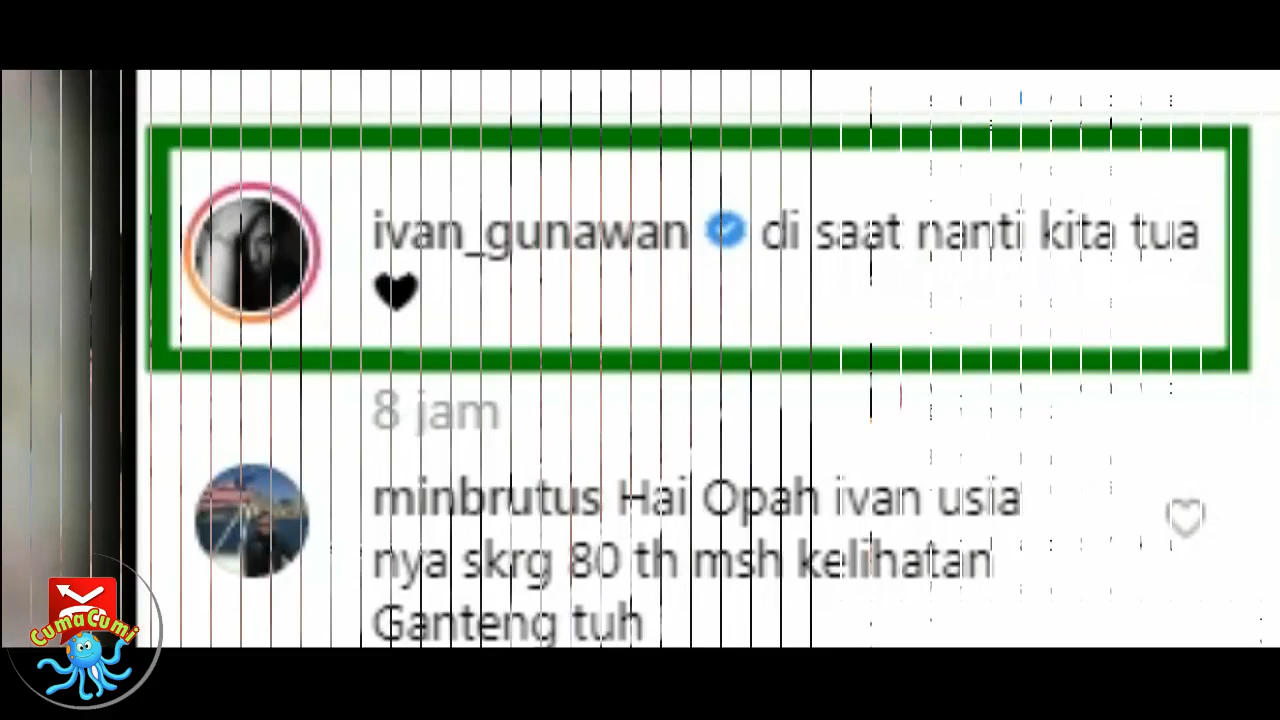 ivan_gunawan di saat nanti kita tua
🖤
8 jam
minbrutus Hai Opah ivan usia
nya skrg 80 th msh kelihatan
Ganteng tuh
CumaCumi